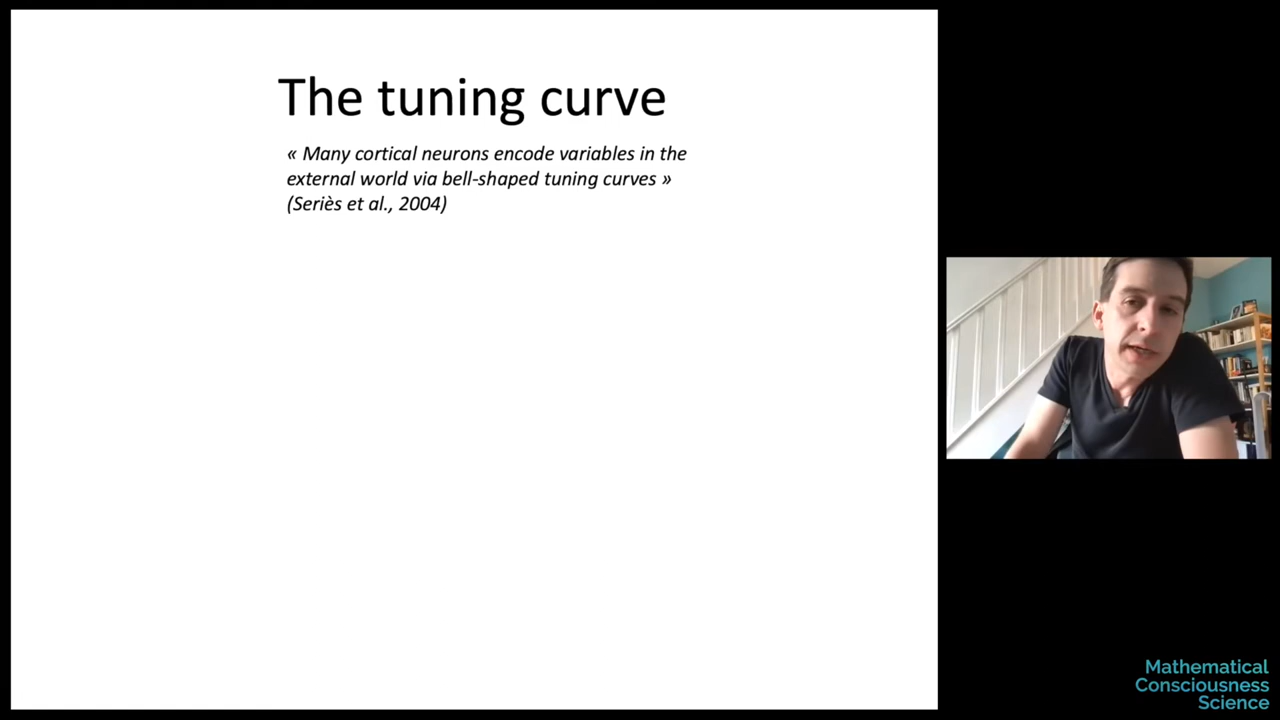 The tuning curve
« Many cortical neurons encode variables in the
external world via bell-shaped tuning curves »
(Seriès et al., 2004)
Mathematical
Consciousness
Science